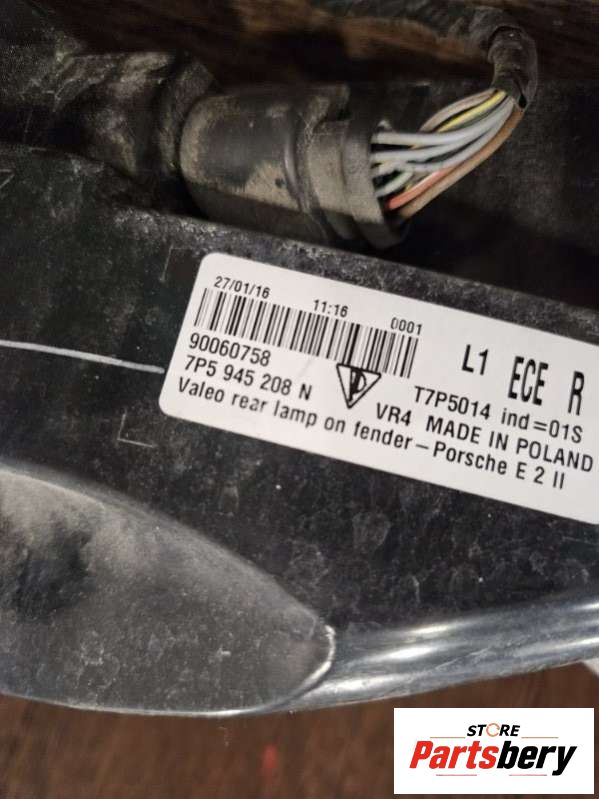 27/01/16 11:16 0001
90060758
7P5 945 208 N
L1 ECE R
T7P5014 ind=01S
VR4 MADE IN POLAND
Valeo rear lamp on fender-Porsche E 2 II
STORE
Partsbery